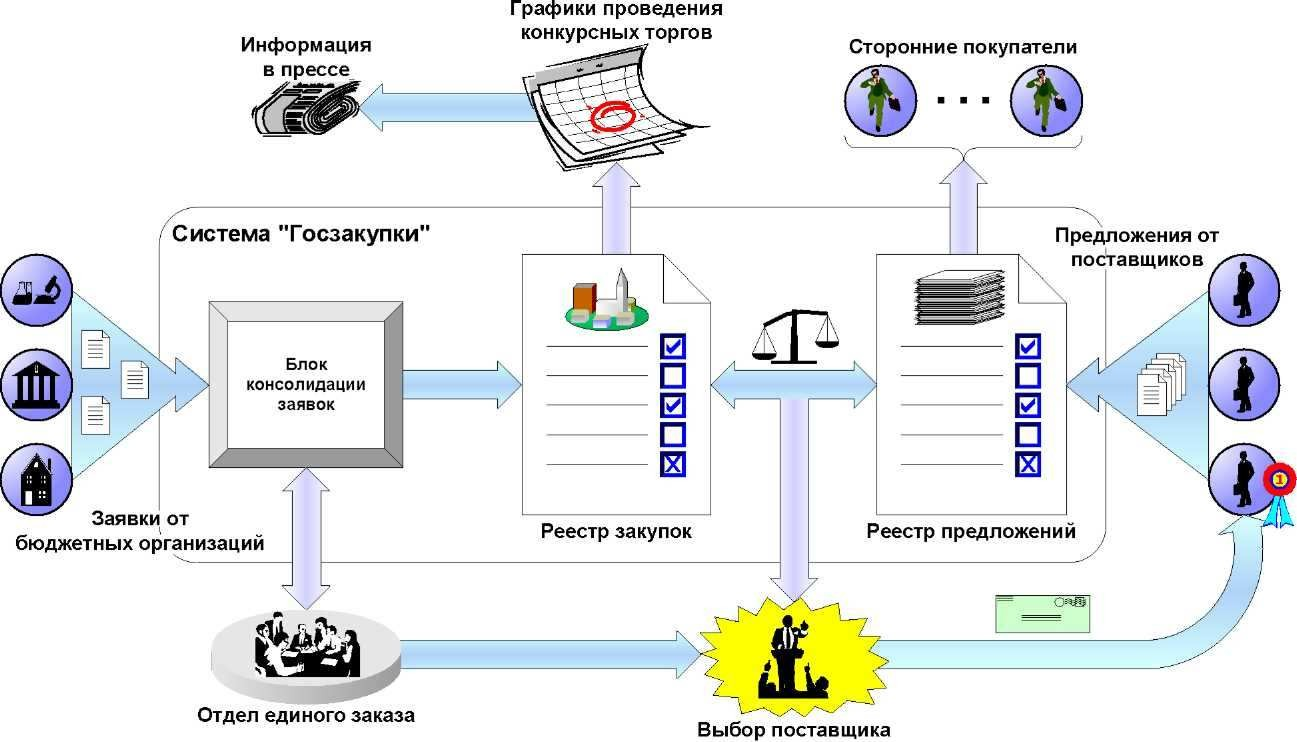 Графики проведения
конкурсных торгов
Информация
в прессе
Сторонние покупатели
Система "Госзакупки"
Предложения от
поставщиков
Блок
консолидации
заявок
Заявки от
бюджетных организаций
Реестр закупок
Реестр предложений
1
Отдел единого заказа
Выбор поставщика